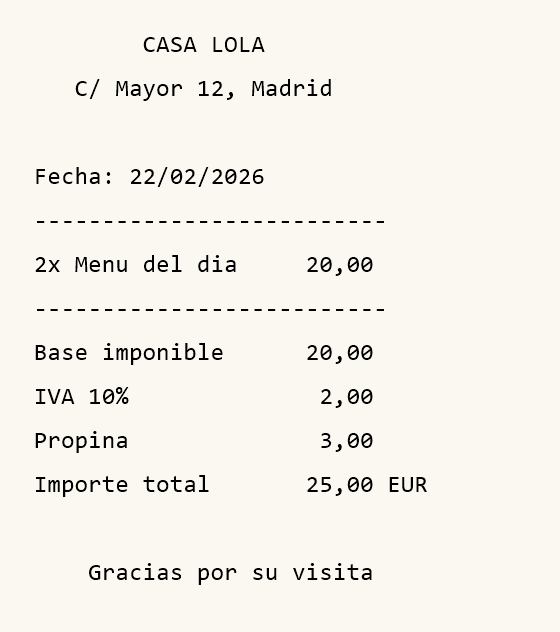 CASA LOLA
C/ Mayor 12, Madrid
Fecha: 22/02/2026
--------------------------
2x Menu del dia     20,00
--------------------------
Base imponible      20,00
IVA 10%              2,00
Propina              3,00
Importe total       25,00 EUR
Gracias por su visita